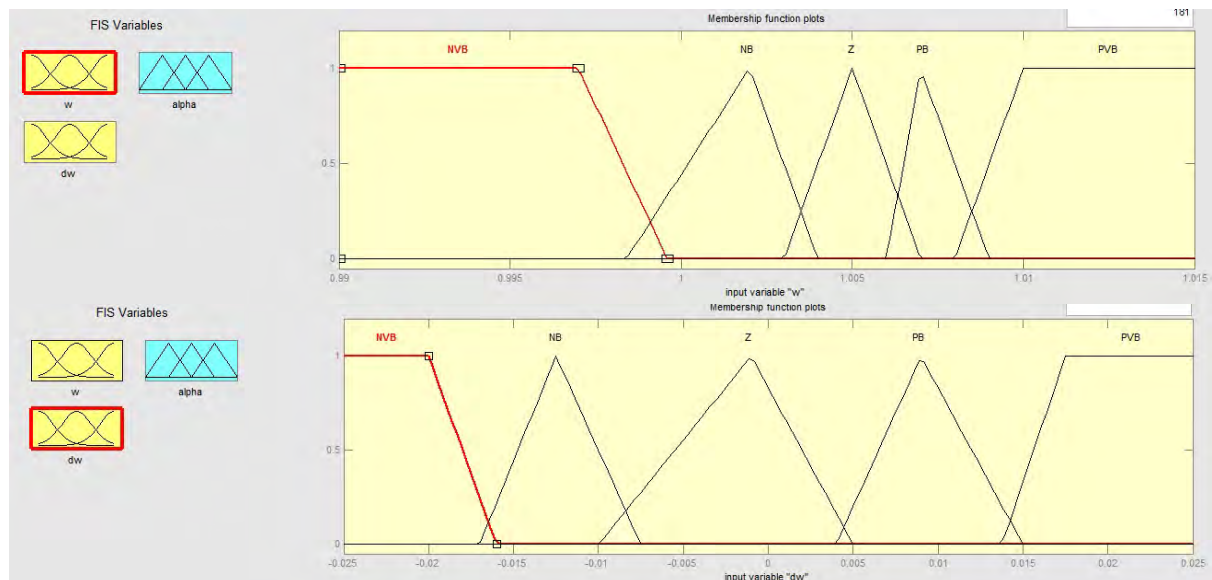 181
FIS Variables
Membership function plots
NVB NB Z PB PVB
w alpha
dw
1
0.5
0
0.99 0.995 1 1.005 1.01 1.015
input variable "w"
FIS Variables
Membership function plots
NVB NB Z PB PVB
w alpha
dw
1
0.5
0
-0.025 -0.02 -0.015 -0.01 -0.005 0 0.005 0.01 0.015 0.02 0.025
input variable "dw"